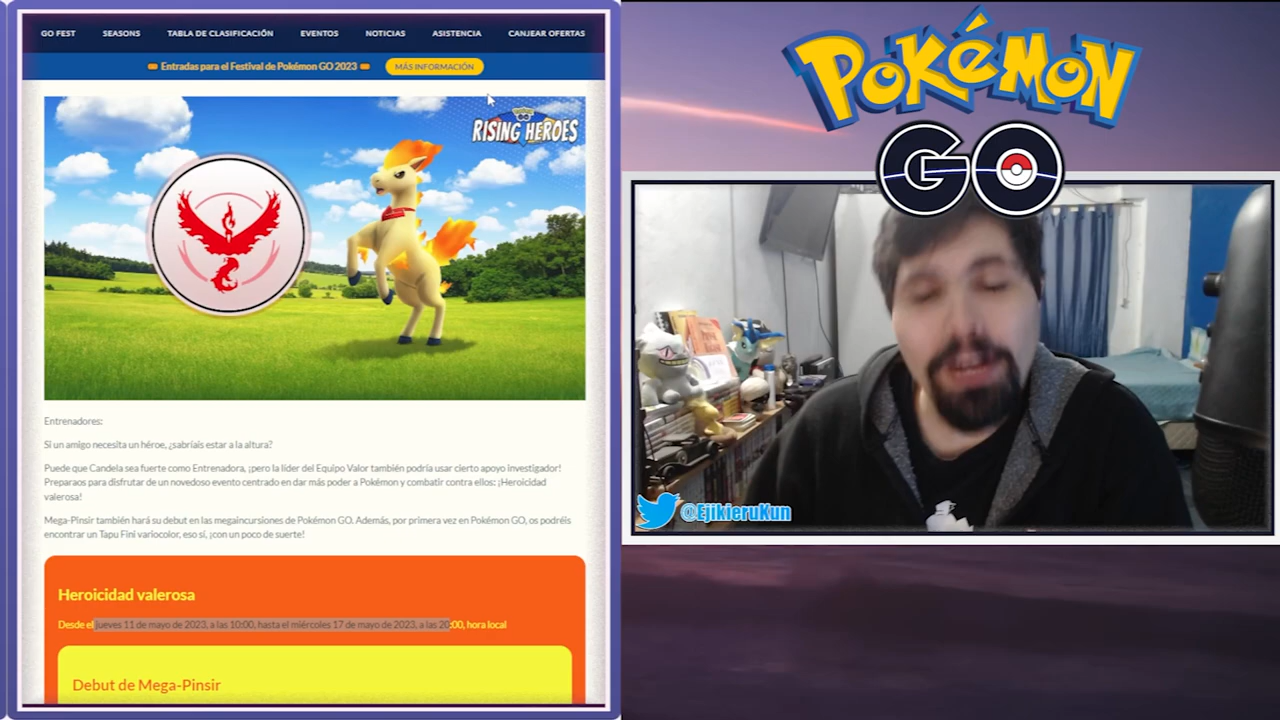 GO FEST SEASONS TABLA DE CLASIFICACIÓN EVENTOS NOTICIAS ASISTENCIA CANJEAR OFERTAS
Entradas para el Festival de Pokémon GO 2023 MÁS INFORMACIÓN
RISING HEROES
Entrenadores:
Si un amigo necesita un héroe, ¿sabríais estar a la altura?
Puede que Candela sea fuerte como Entrenadora, ¡pero la líder del Equipo Valor también podría usar cierto apoyo investigador!
Preparaos para disfrutar de un novedoso evento centrado en dar más poder a Pokémon y combatir contra ellos: ¡Heroicidad
valerosa!
Mega-Pinsir también hará su debut en las megaincursiones de Pokémon GO. Además, por primera vez en Pokémon GO, os podréis
encontrar un Tapu Fini variocolor, eso sí, ¡con un poco de suerte!
Heroicidad valerosa
Desde el jueves 11 de mayo de 2023, a las 10:00, hasta el miércoles 17 de mayo de 2023, a las 20:00, hora local
Debut de Mega-Pinsir
POKéMON
GO
@EjikieruKun